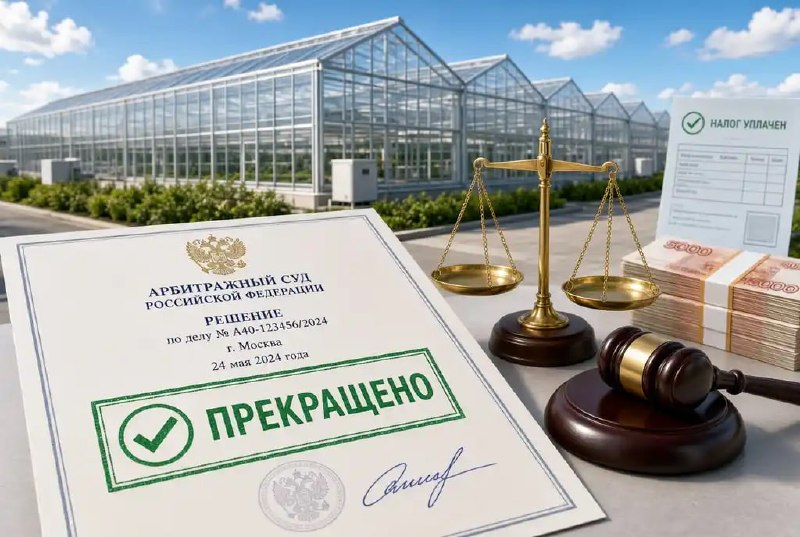 АРБИТРАЖНЫЙ СУД
РОССИЙСКОЙ ФЕДЕРАЦИИ
РЕШЕНИЕ
по делу № А40-123456/2024
г. Москва
24 мая 2024 года
ПРЕКРАЩЕНО
НАЛОГ УПЛАЧЕН
5000
5000